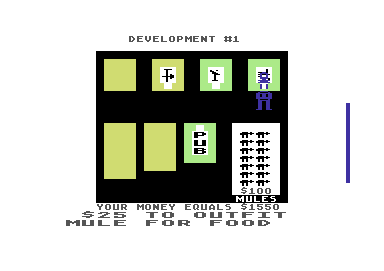 DEVELOPMENT #1
PUB
$100
MULES
YOUR MONEY EQUALS $1550
$25 TO OUTFIT
MULE FOR FOOD